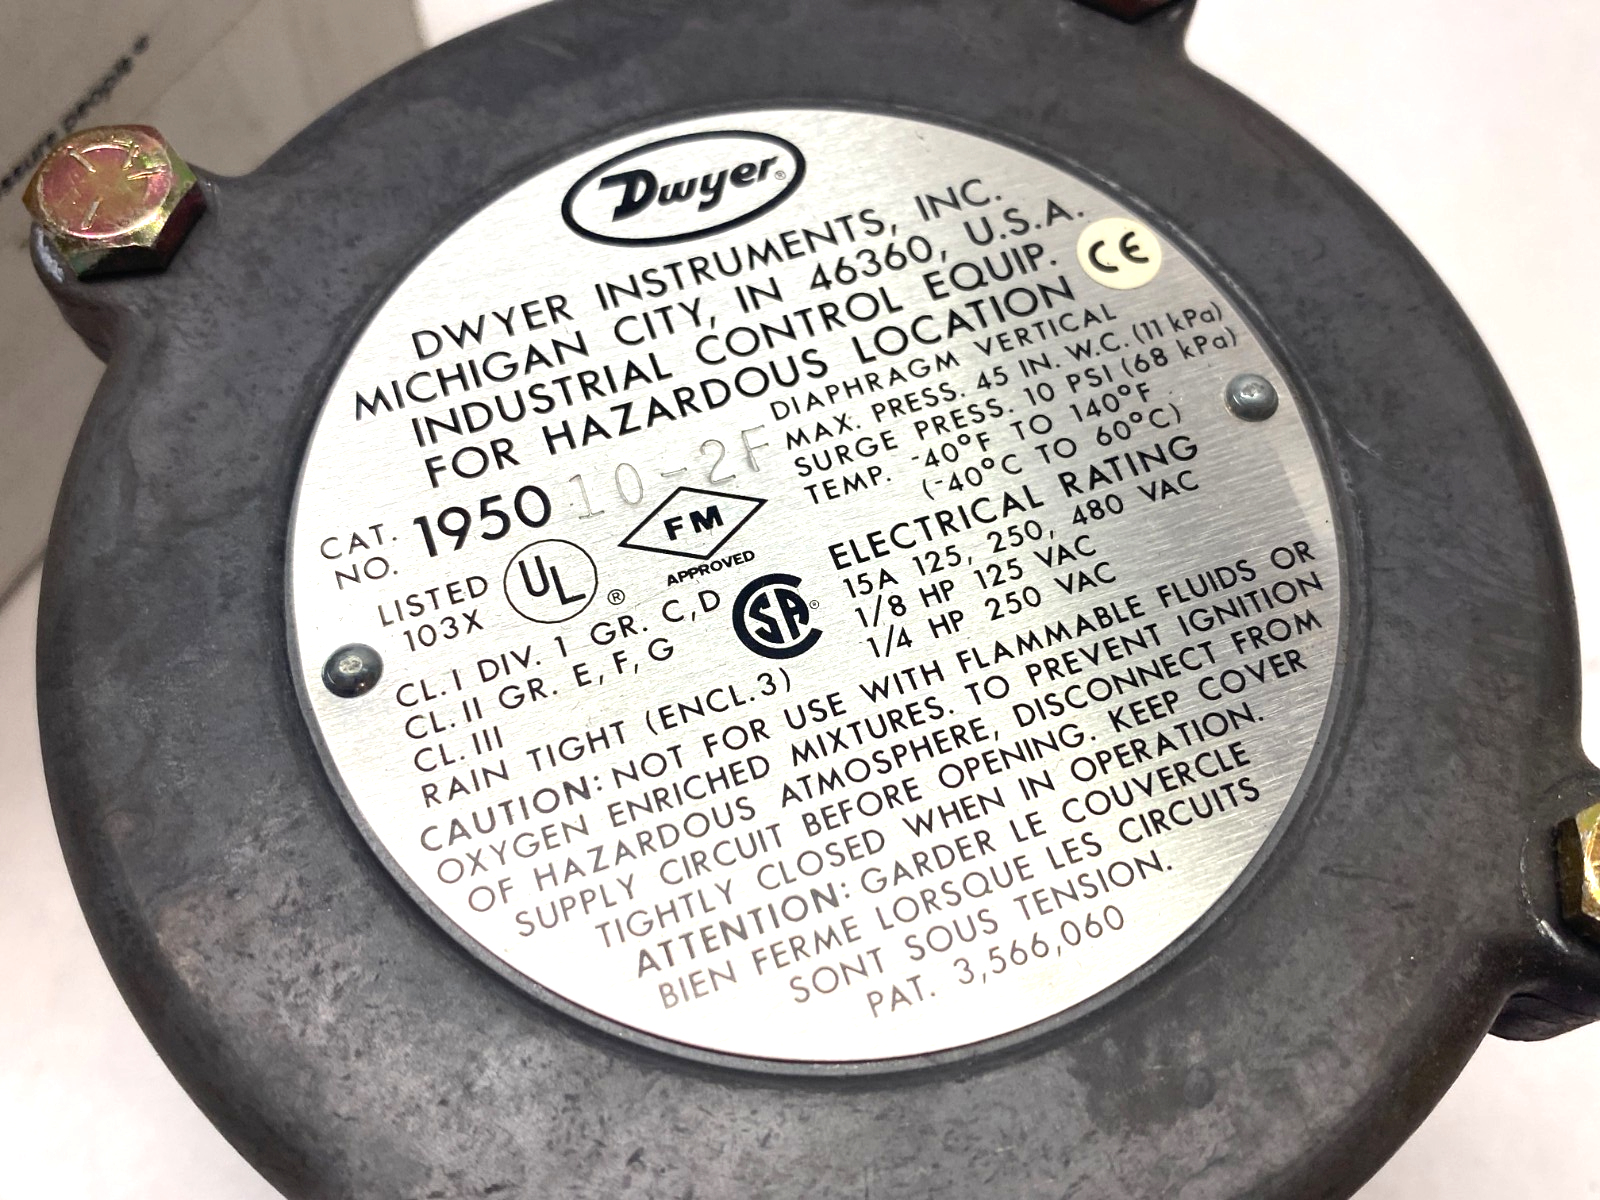 Dwyer®
DWYER INSTRUMENTS, INC.
MICHIGAN CITY, IN 46360, U.S.A.
INDUSTRIAL CONTROL EQUIP.
FOR HAZARDOUS LOCATION
CE
CAT. NO. 1950 10-2F
DIAPHRAGM VERTICAL
MAX. PRESS. 45 IN. W.C. (11 kPa)
SURGE PRESS. 10 PSI (68 kPa)
TEMP. -40°F TO 140°F
(-40°C TO 60°C)
LISTED
103X
UL ®
FM
APPROVED
CSA ®
ELECTRICAL RATING
15A 125, 250, 480 VAC
1/8 HP 125 VAC
1/4 HP 250 VAC
CL. I DIV. 1 GR. C, D
CL. II GR. E, F, G
CL. III
RAIN TIGHT (ENCL.3)
CAUTION: NOT FOR USE WITH FLAMMABLE FLUIDS OR
OXYGEN ENRICHED MIXTURES. TO PREVENT IGNITION
OF HAZARDOUS ATMOSPHERE, DISCONNECT FROM
SUPPLY CIRCUIT BEFORE OPENING. KEEP COVER
TIGHTLY CLOSED WHEN IN OPERATION.
ATTENTION: GARDER LE COUVERCLE
BIEN FERME LORSQUE LES CIRCUITS
SONT SOUS TENSION.
PAT. 3,566,060
people